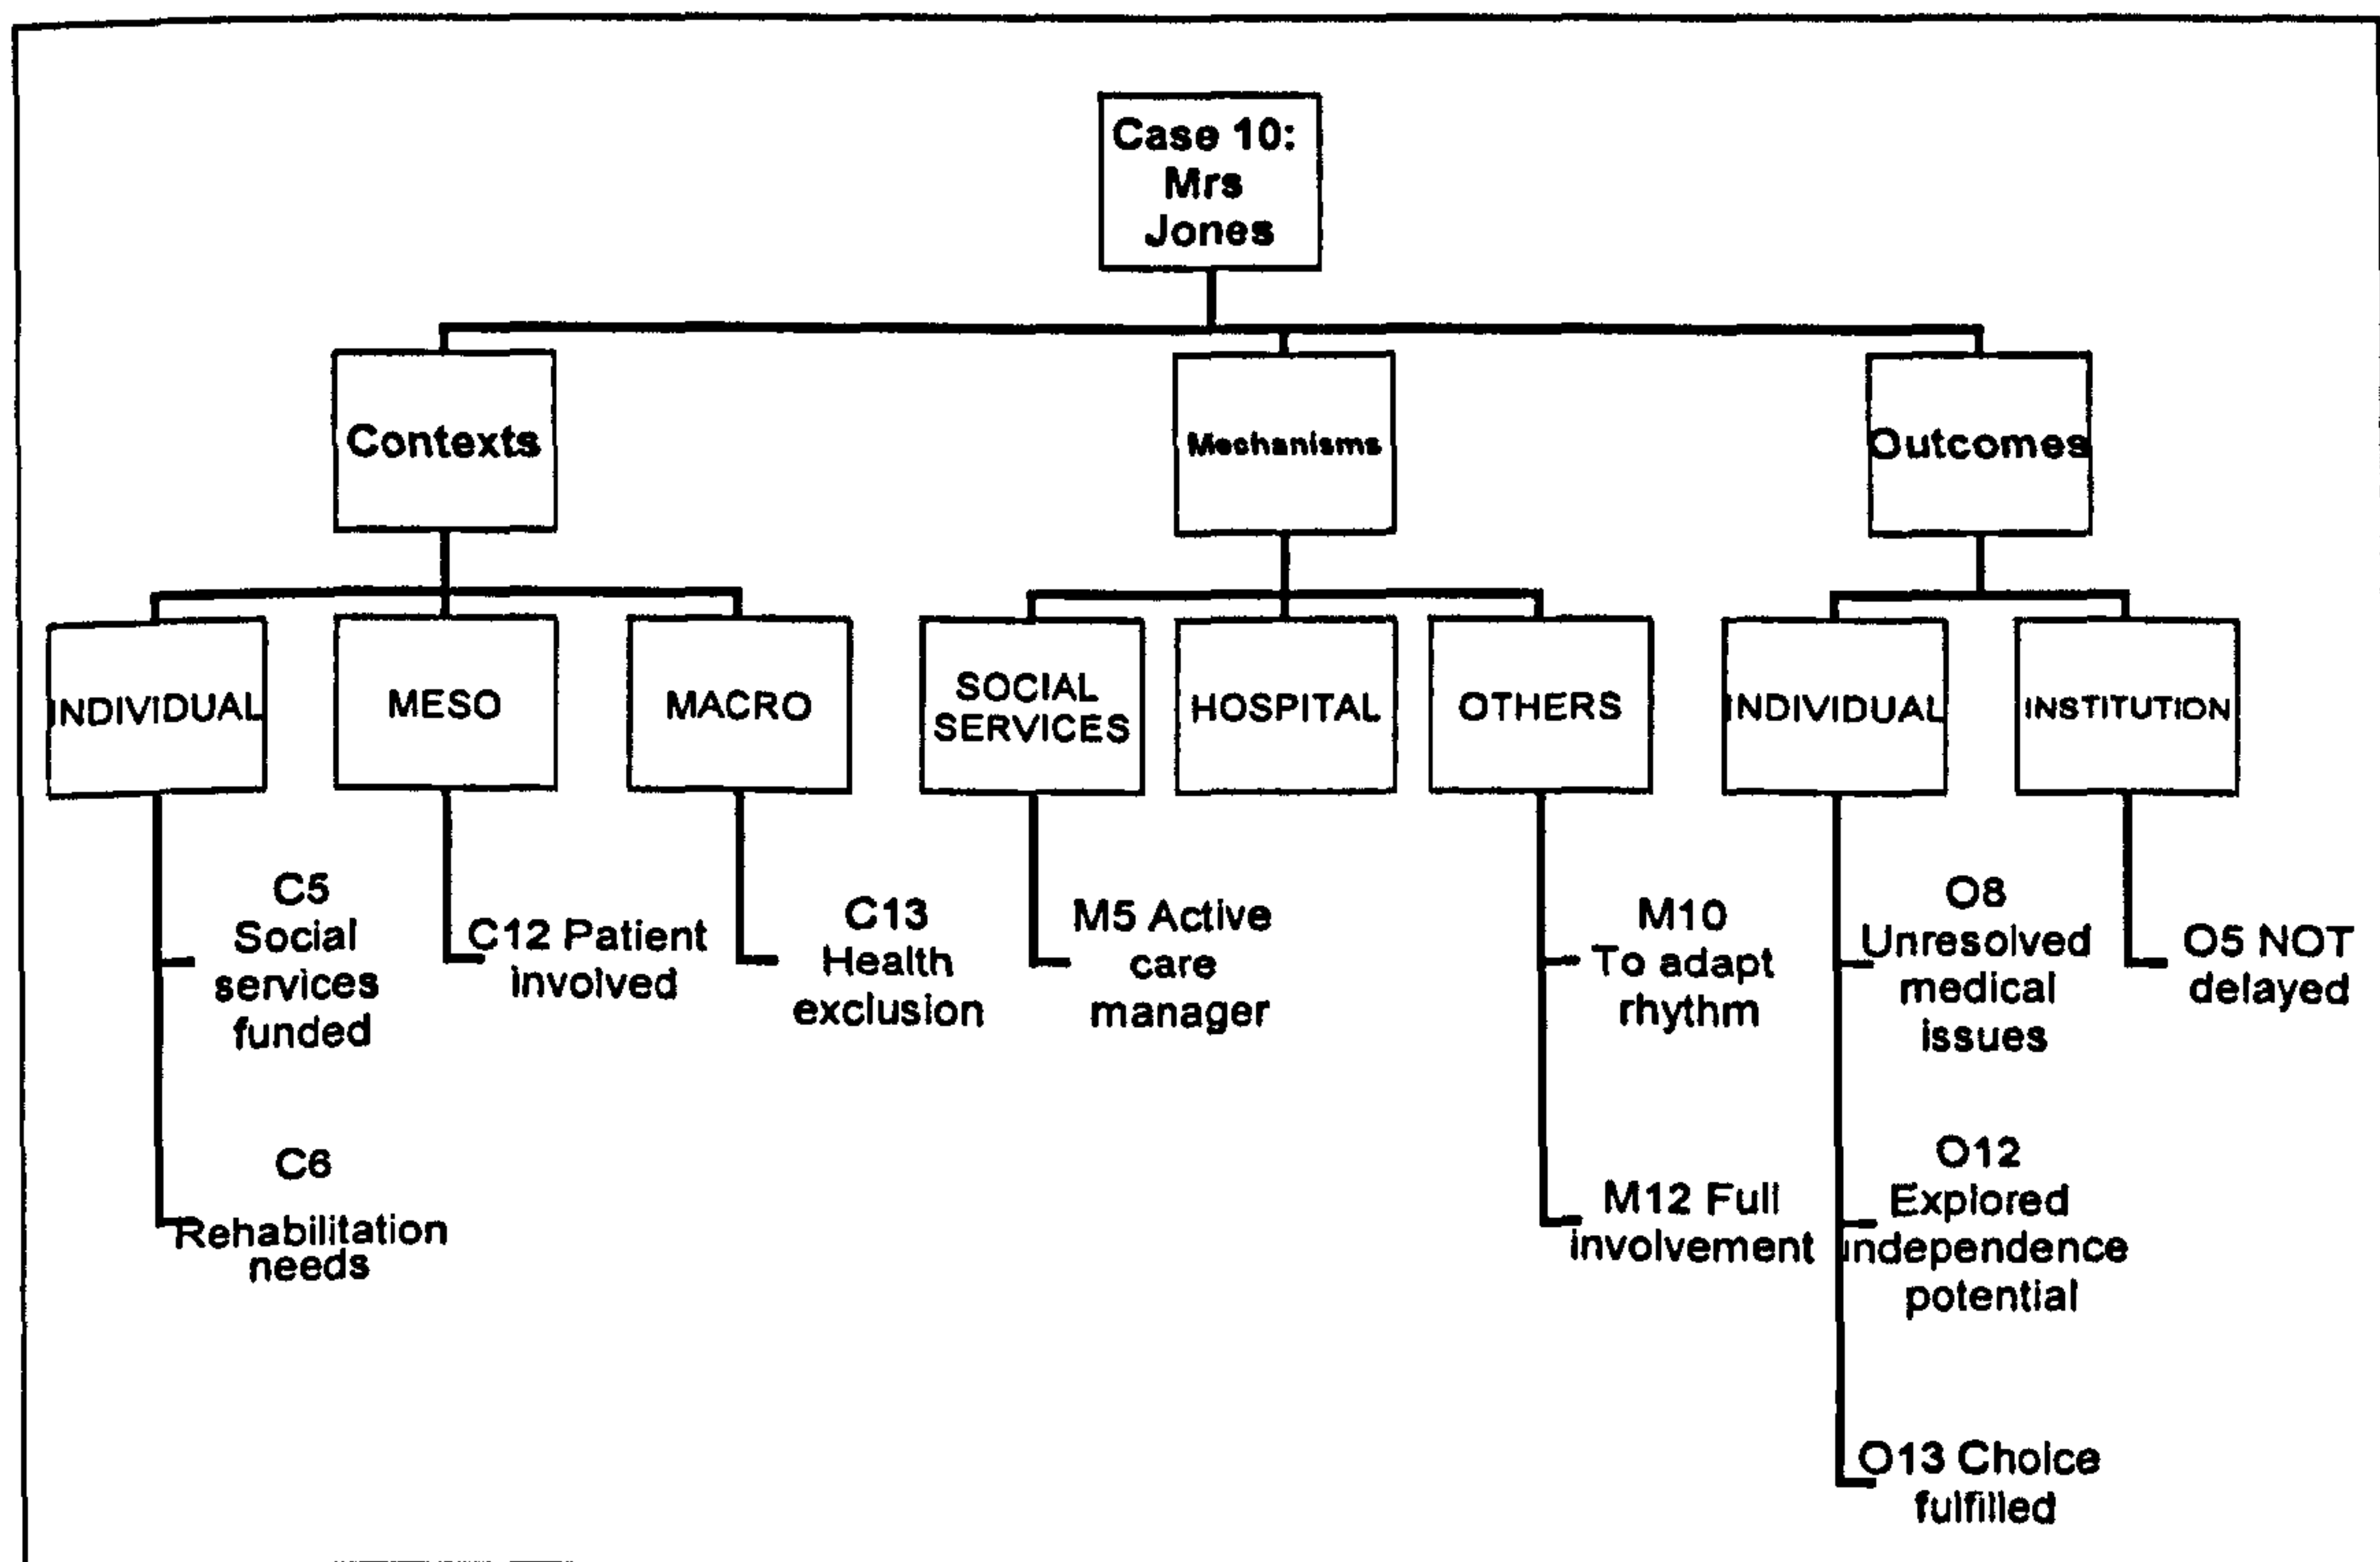 Case 10:
Mrs
Jones
Contexts
Mechanisms
Outcomes
INDIVIDUAL
MESO
MACRO
SOCIAL
SERVICES
HOSPITAL
OTHERS
INDIVIDUAL
INSTITUTION
C5
Social
services
funded
C6
Rehabilitation
needs
C12 Patient
involved
C13
Health
exclusion
M5 Active
care
manager
M10
To adapt
rhythm
M12 Full
involvement
O8
Unresolved
medical
issues
O12
Explored
independence
potential
O13 Choice
fulfilled
O5 NOT
delayed